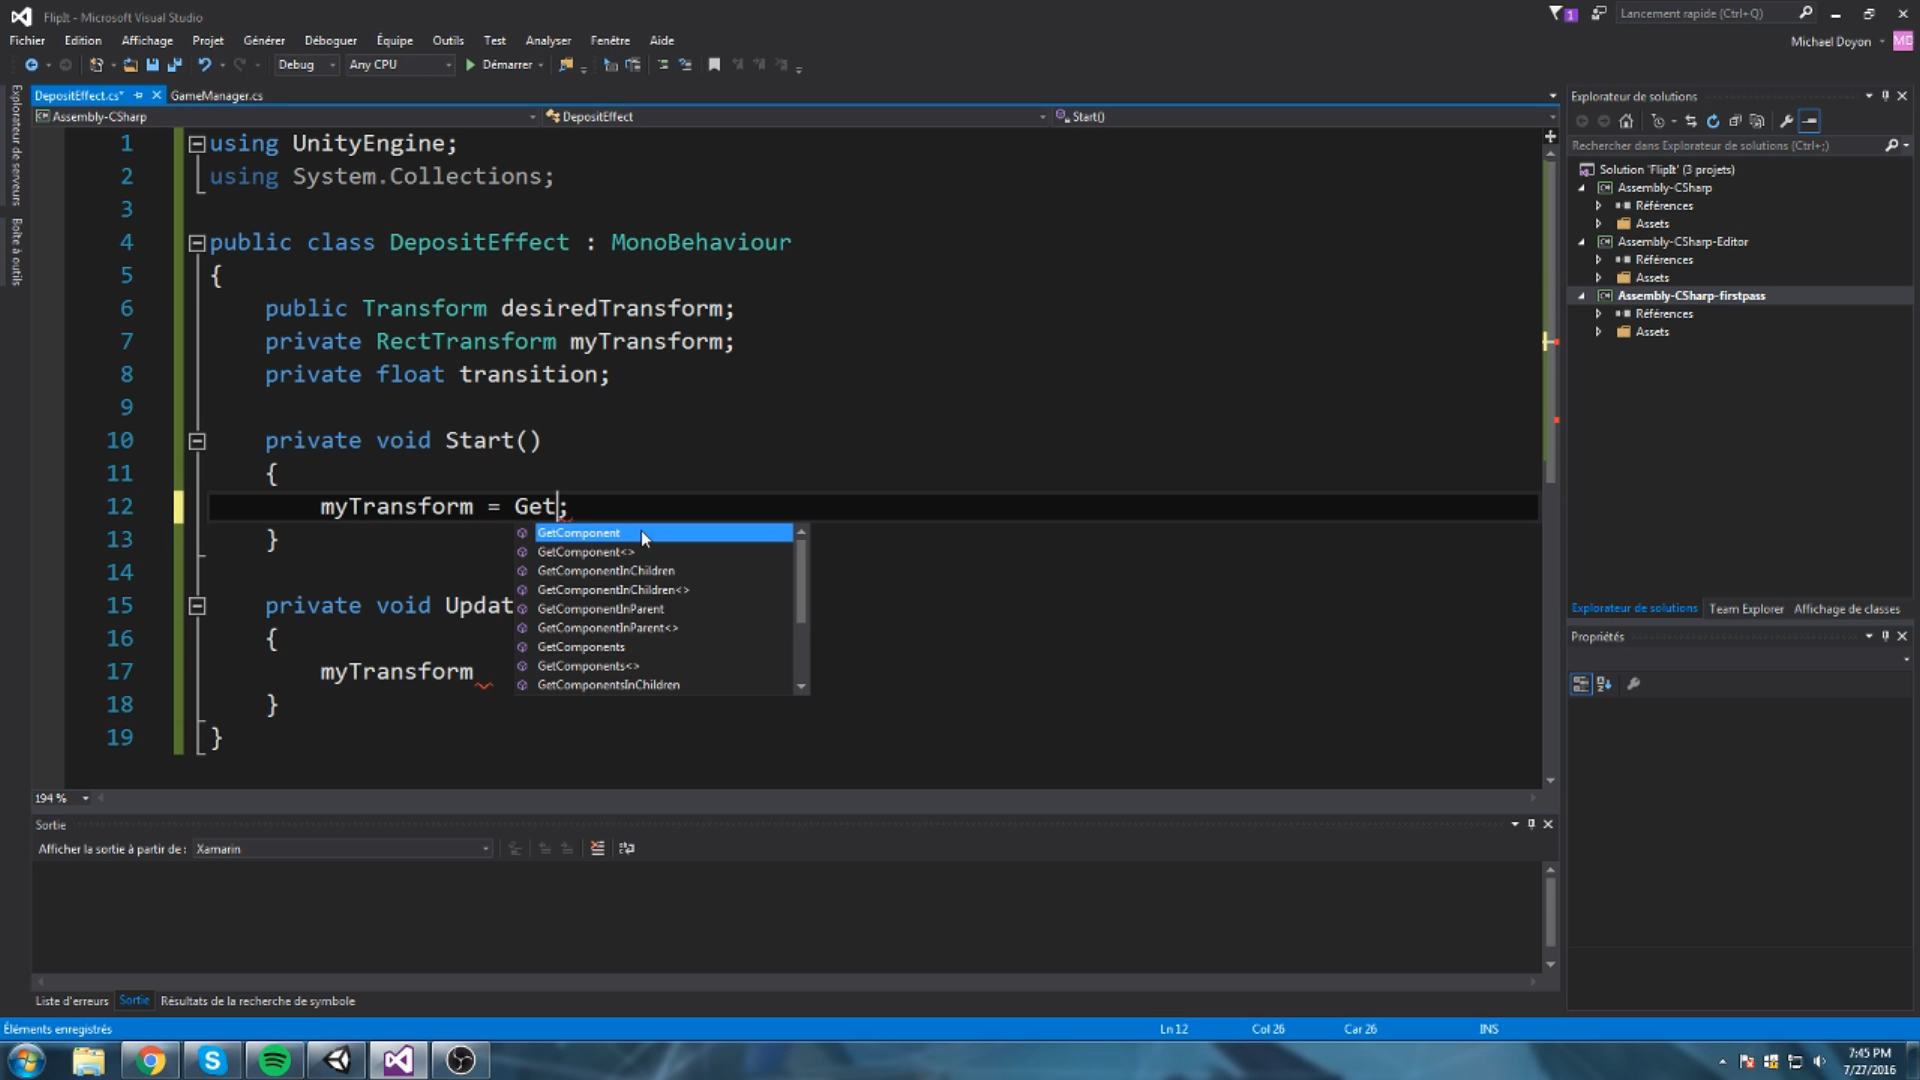 FlipIt - Microsoft Visual Studio
1
Lancement rapide (Ctrl+Q)
Fichier Edition Affichage Projet Générer Déboguer Équipe Outils Test Analyser Fenêtre Aide
Michael Doyon MD
Debug Any CPU Démarrer
DepositEffect.cs* GameManager.cs
Assembly-CSharp DepositEffect Start()
Explorateur de serveurs
Boîte à outils
1 using UnityEngine;
2 using System.Collections;
3
4 public class DepositEffect : MonoBehaviour
5 {
6 public Transform desiredTransform;
7 private RectTransform myTransform;
8 private float transition;
9
10 private void Start()
11 {
12 myTransform = Get;
13 }
14
15 private void Updat
16 {
17 myTransform
18 }
19 }
GetComponent
GetComponent<>
GetComponentInChildren
GetComponentInChildren<>
GetComponentInParent
GetComponentInParent<>
GetComponents
GetComponents<>
GetComponentsInChildren
194 %
Explorateur de solutions
Rechercher dans Explorateur de solutions (Ctrl+;)
Solution 'FlipIt' (3 projets)
Assembly-CSharp
Références
Assets
Assembly-CSharp-Editor
Références
Assets
Assembly-CSharp-firstpass
Références
Assets
Explorateur de solutions Team Explorer Affichage de classes
Propriétés
Sortie
Afficher la sortie à partir de : Xamarin
Liste d'erreurs Sortie Résultats de la recherche de symbole
Éléments enregistrés Ln 12 Col 26 Car 26 INS
7:45 PM
7/27/2016